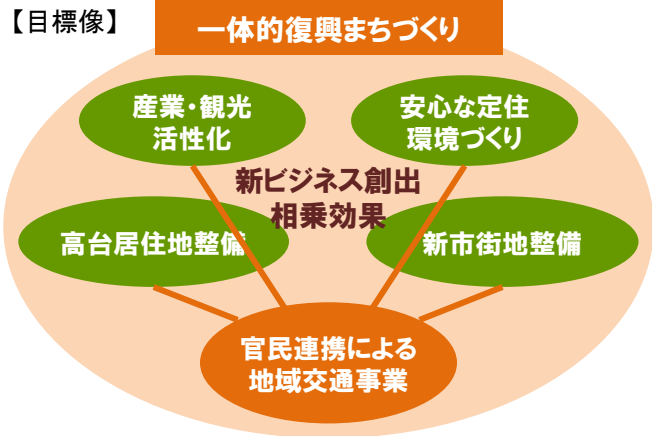 【目標像】
一体的復興まちづくり
産業・観光
活性化
安心な定住
環境づくり
新ビジネス創出
相乗効果
高台居住地整備
新市街地整備
官民連携による
地域交通事業